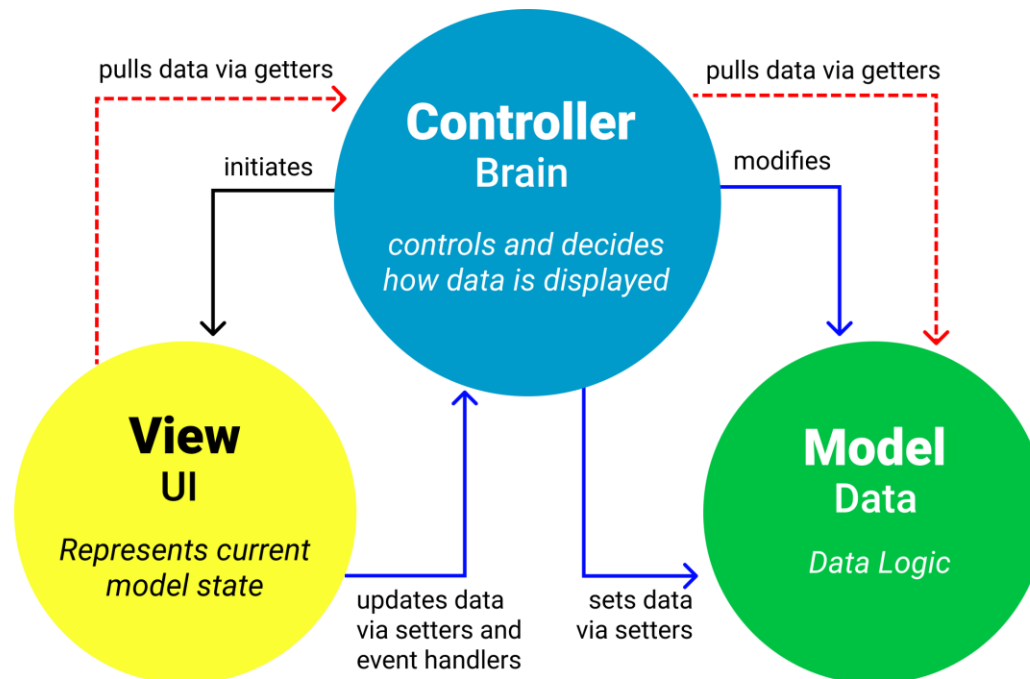 pulls data via getters
pulls data via getters
Controller
Brain
initiates
modifies
controls and decides
how data is displayed
View
UI
Represents current
model state
Model
Data
Data Logic
updates data
via setters and
event handlers
sets data
via setters